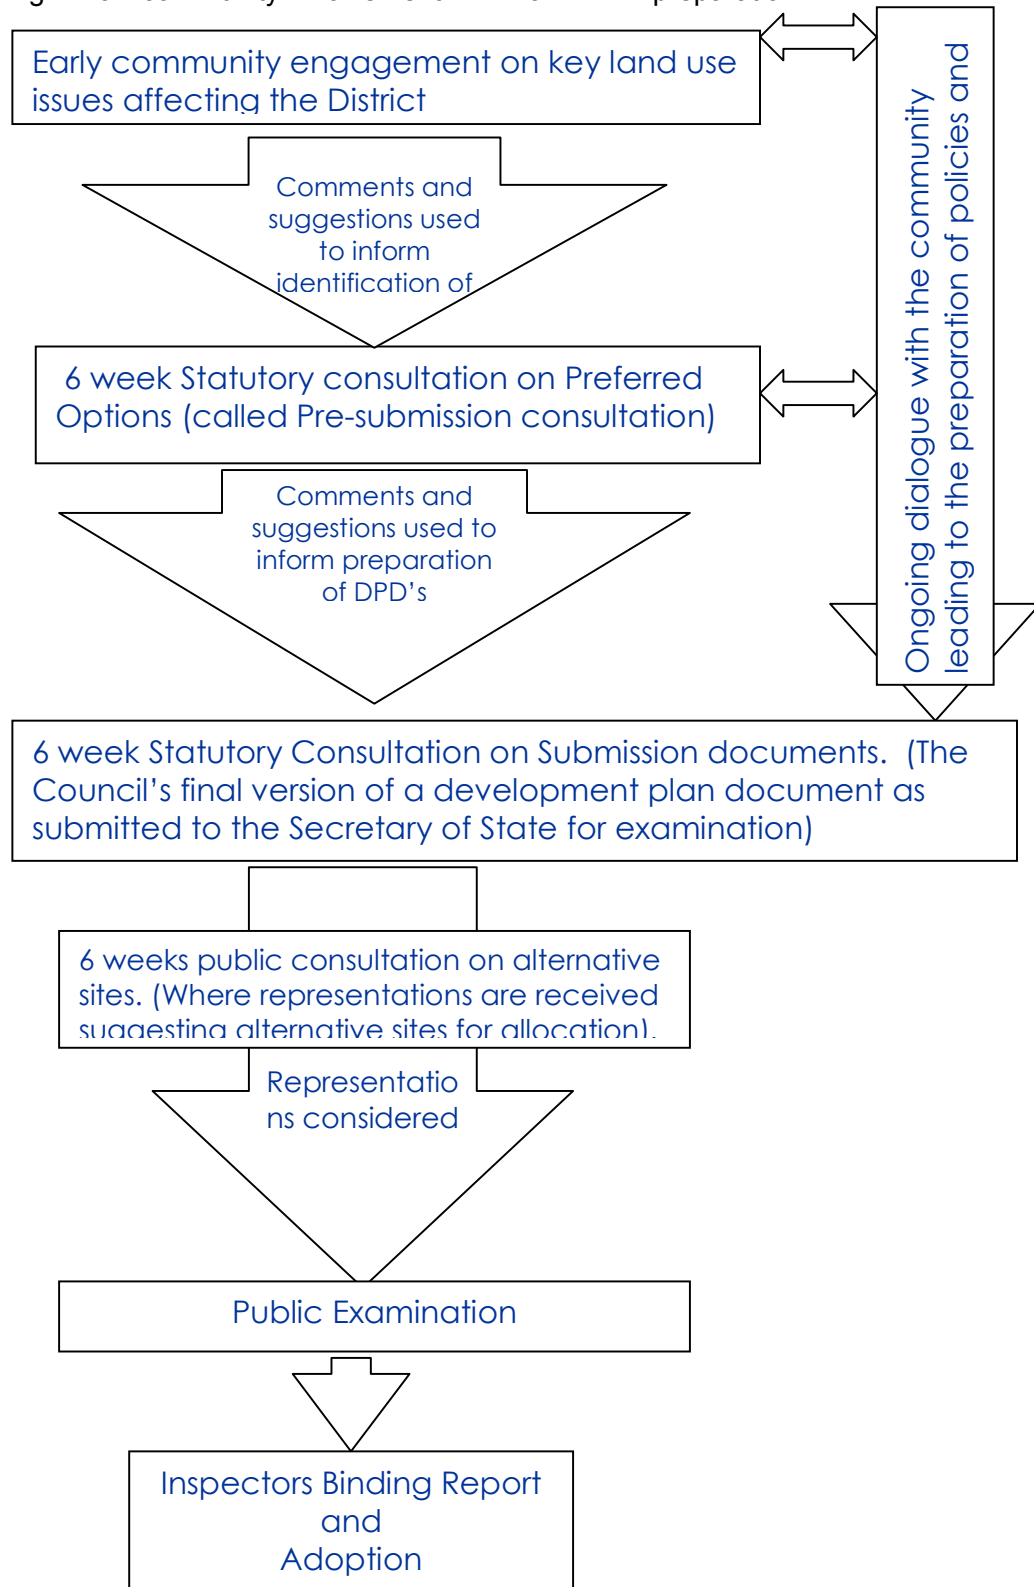 Early community engagement on key land use
issues affecting the District
Comments and
suggestions used
to inform
identification of
6 week Statutory consultation on Preferred
Options (called Pre-submission consultation)
Comments and
suggestions used to
inform preparation
of DPD’s
Ongoing dialogue with the community
leading to the preparation of policies and
6 week Statutory Consultation on Submission documents. (The
Council’s final version of a development plan document as
submitted to the Secretary of State for examination)
6 weeks public consultation on alternative
sites. (Where representations are received
suggesting alternative sites for allocation).
Representatio
ns considered
Public Examination
Inspectors Binding Report
and
Adoption